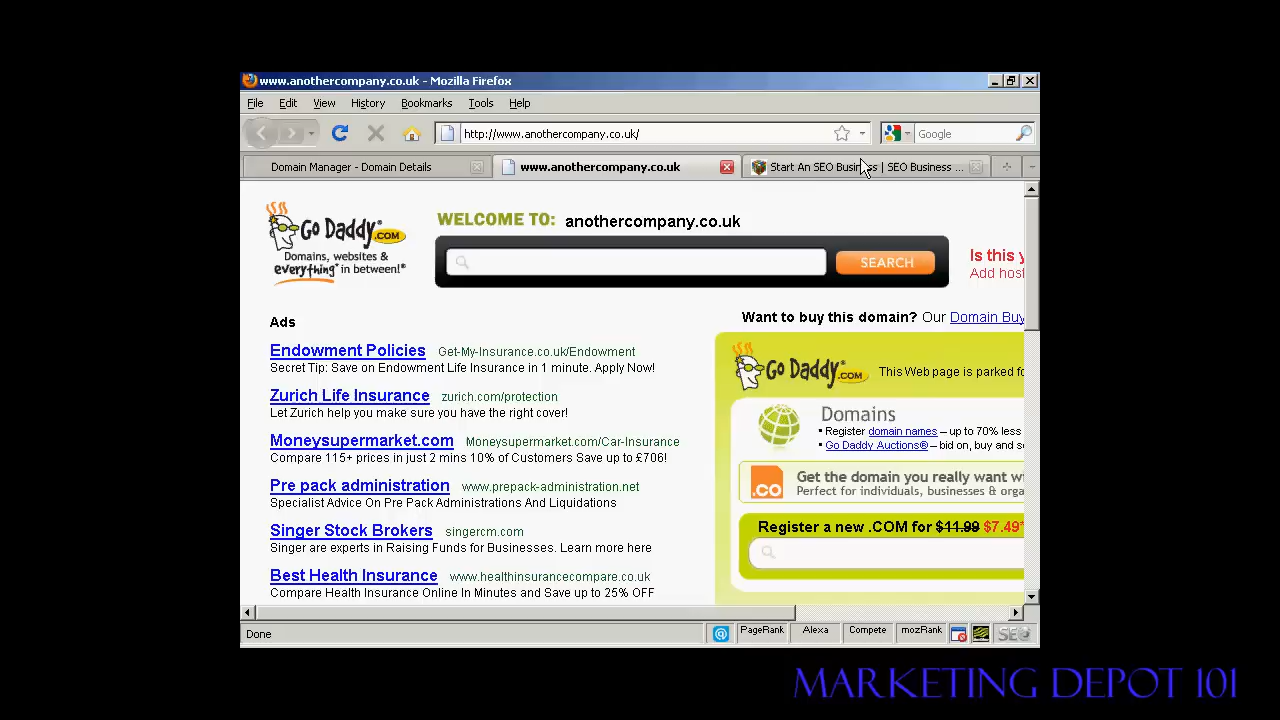 www.anothercompany.co.uk - Mozilla Firefox
File Edit View History Bookmarks Tools Help
http://www.anothercompany.co.uk/
Google
Domain Manager - Domain Details
www.anothercompany.co.uk
Start An SEO Business | SEO Business ...
Go Daddy .COM
Domains, websites &
everything* in between!®
WELCOME TO: anothercompany.co.uk
SEARCH
Is this y
Add host
Want to buy this domain? Our Domain Buy
Ads
Endowment Policies Get-My-Insurance.co.uk/Endowment
Secret Tip: Save on Endowment Life Insurance in 1 minute. Apply Now!
Zurich Life Insurance zurich.com/protection
Let Zurich help you make sure you have the right cover!
Moneysupermarket.com Moneysupermarket.com/Car-Insurance
Compare 115+ prices in just 2 mins 10% of Customers Save up to £706!
Pre pack administration www.prepack-administration.net
Specialist Advice On Pre Pack Administrations And Liquidations
Singer Stock Brokers singercm.com
Singer are experts in Raising Funds for Businesses. Learn more here
Best Health Insurance www.healthinsurancecompare.co.uk
Compare Health Insurance Online In Minutes and Save up to 25% OFF
Go Daddy .COM This Web page is parked fo
Domains
• Register domain names – up to 70% less
• Go Daddy Auctions® – bid on, buy and s
.co
Get the domain you really want w
Perfect for individuals, businesses & orga
Register a new .COM for $11.99 $7.49*
Done
PageRank Alexa Compete mozRank SEO
MARKETING DEPOT 101